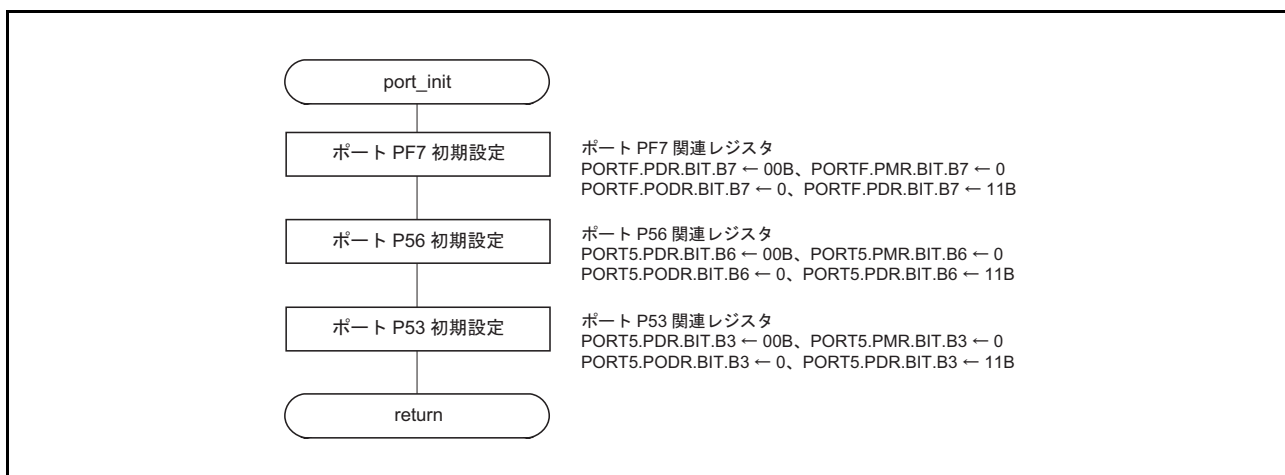 port_init
ポート PF7 初期設定
ポート PF7 関連レジスタ
PORTF.PDR.BIT.B7 ← 00B、PORTF.PMR.BIT.B7 ← 0
PORTF.PODR.BIT.B7 ← 0、PORTF.PDR.BIT.B7 ← 11B
ポート P56 初期設定
ポート P56 関連レジスタ
PORT5.PDR.BIT.B6 ← 00B、PORT5.PMR.BIT.B6 ← 0
PORT5.PODR.BIT.B6 ← 0、PORT5.PDR.BIT.B6 ← 11B
ポート P53 初期設定
ポート P53 関連レジスタ
PORT5.PDR.BIT.B3 ← 00B、PORT5.PMR.BIT.B3 ← 0
PORT5.PODR.BIT.B3 ← 0、PORT5.PDR.BIT.B3 ← 11B
return